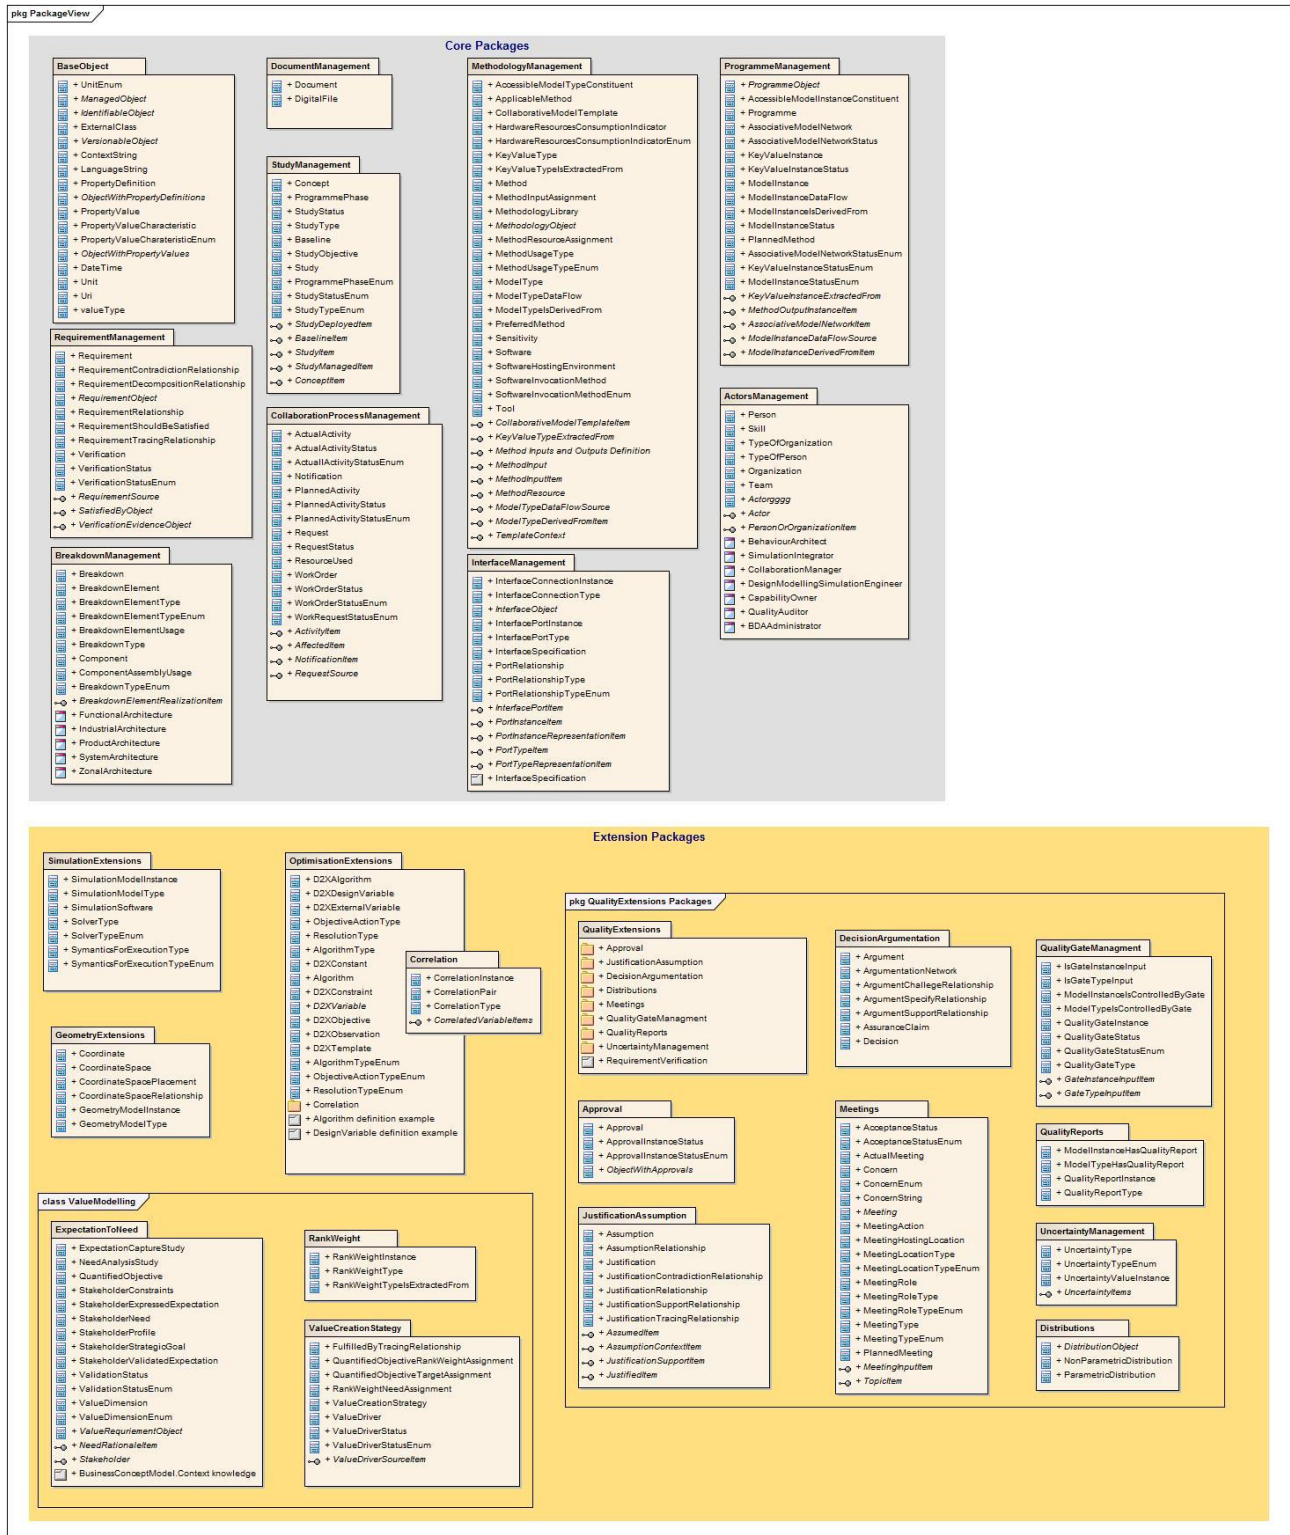 pkg PackageView
Core Packages
BaseObject
+ UnitEnum
+ ManagedObject
+ IdentifiableObject
+ ExternalClass
+ VersionableObject
+ ContextString
+ LanguageString
+ PropertyDefinition
+ ObjectWithPropertyDefinitions
+ PropertyValue
+ PropertyValueCharacteristic
+ PropertyValueCharateristicEnum
+ ObjectWithPropertyValues
+ DateTime
+ Unit
+ Uri
+ valueType
RequirementManagement
+ Requirement
+ RequirementContradictionRelationship
+ RequirementDecompositionRelationship
+ RequirementObject
+ RequirementRelationship
+ RequirementShouldBeSatisfied
+ RequirementTracingRelationship
+ Verification
+ VerificationStatus
+ VerificationStatusEnum
+ RequirementSource
+ SatisfiedByObject
+ VerificationEvidenceObject
BreakdownManagement
+ Breakdown
+ BreakdownElement
+ BreakdownElementType
+ BreakdownElementTypeEnum
+ BreakdownElementUsage
+ BreakdownType
+ Component
+ ComponentAssemblyUsage
+ BreakdownTypeEnum
+ BreakdownElementRealizationItem
+ FunctionalArchitecture
+ IndustrialArchitecture
+ ProductArchitecture
+ SystemArchitecture
+ ZonalArchitecture
DocumentManagement
+ Document
+ DigitalFile
StudyManagement
+ Concept
+ ProgrammePhase
+ StudyStatus
+ StudyType
+ Baseline
+ StudyObjective
+ Study
+ ProgrammePhaseEnum
+ StudyStatusEnum
+ StudyTypeEnum
+ StudyDeployedItem
+ BaselineItem
+ StudyItem
+ StudyManagedItem
+ ConceptItem
CollaborationProcessManagement
+ ActualActivity
+ ActualActivityStatus
+ ActuallActivityStatusEnum
+ Notification
+ PlannedActivity
+ PlannedActivityStatus
+ PlannedActivityStatusEnum
+ Request
+ RequestStatus
+ ResourceUsed
+ WorkOrder
+ WorkOrderStatus
+ WorkOrderStatusEnum
+ WorkRequestStatusEnum
+ ActivityItem
+ AffectedItem
+ NotificationItem
+ RequestSource
MethodologyManagement
+ AccessibleModelTypeConstituent
+ ApplicableMethod
+ CollaborativeModelTemplate
+ HardwareResourcesConsumptionIndicator
+ HardwareResourcesConsumptionIndicatorEnum
+ KeyValueType
+ KeyValueTypeIsExtractedFrom
+ Method
+ MethodInputAssignment
+ MethodologyLibrary
+ MethodologyObject
+ MethodResourceAssignment
+ MethodUsageType
+ MethodUsageTypeEnum
+ ModelType
+ ModelTypeDataFlow
+ ModelTypeIsDerivedFrom
+ PreferredMethod
+ Sensitivity
+ Software
+ SoftwareHostingEnvironment
+ SoftwareInvocationMethod
+ SoftwareInvocationMethodEnum
+ Tool
+ CollaborativeModelTemplateItem
+ KeyValueTypeExtractedFrom
+ Method Inputs and Outputs Definition
+ MethodInput
+ MethodInputItem
+ MethodResource
+ ModelTypeDataFlowSource
+ ModelTypeDerivedFromItem
+ TemplateContext
InterfaceManagement
+ InterfaceConnectionInstance
+ InterfaceConnectionType
+ InterfaceObject
+ InterfacePortInstance
+ InterfacePortType
+ InterfaceSpecification
+ PortRelationship
+ PortRelationshipType
+ PortRelationshipTypeEnum
+ InterfacePortItem
+ PortInstanceItem
+ PortInstanceRepresentationItem
+ PortTypeItem
+ PortTypeRepresentationItem
+ InterfaceSpecification
ProgrammeManagement
+ ProgrammeObject
+ AccessibleModelInstanceConstituent
+ Programme
+ AssociativeModelNetwork
+ AssociativeModelNetworkStatus
+ KeyValueInstance
+ KeyValueInstanceStatus
+ ModelInstance
+ ModelInstanceDataFlow
+ ModelInstanceIsDerivedFrom
+ ModelInstanceStatus
+ PlannedMethod
+ AssociativeModelNetworkStatusEnum
+ KeyValueInstanceStatusEnum
+ ModelInstanceStatusEnum
+ KeyValueInstanceExtractedFrom
+ MethodOutputInstanceItem
+ AssociativeModelNetworkItem
+ ModelInstanceDataFlowSource
+ ModelInstanceDerivedFromItem
ActorsManagement
+ Person
+ Skill
+ TypeOfOrganization
+ TypeOfPerson
+ Organization
+ Team
+ Actorgggg
+ Actor
+ PersonOrOrganizationItem
+ BehaviourArchitect
+ SimulationIntegrator
+ CollaborationManager
+ DesignModellingSimulationEngineer
+ CapabilityOwner
+ QualityAuditor
+ BDAAdministrator
Extension Packages
SimulationExtensions
+ SimulationModelInstance
+ SimulationModelType
+ SimulationSoftware
+ SolverType
+ SolverTypeEnum
+ SymanticsForExecutionType
+ SymanticsForExecutionTypeEnum
GeometryExtensions
+ Coordinate
+ CoordinateSpace
+ CoordinateSpacePlacement
+ CoordinateSpaceRelationship
+ GeometryModelInstance
+ GeometryModelType
OptimisationExtensions
+ D2XAlgorithm
+ D2XDesignVariable
+ D2XExternalVariable
+ ObjectiveActionType
+ ResolutionType
+ AlgorithmType
+ D2XConstant
+ Algorithm
+ D2XConstraint
+ D2XVariable
+ D2XObjective
+ D2XObservation
+ D2XTemplate
+ AlgorithmTypeEnum
+ ObjectiveActionTypeEnum
+ ResolutionTypeEnum
+ Correlation
+ Algorithm definition example
+ DesignVariable definition example
Correlation
+ CorrelationInstance
+ CorrelationPair
+ CorrelationType
+ CorrelatedVariableItems
class ValueModelling
ExpectationToNeed
+ ExpectationCaptureStudy
+ NeedAnalysisStudy
+ QuantifiedObjective
+ StakeholderConstraints
+ StakeholderExpressedExpectation
+ StakeholderNeed
+ StakeholderProfile
+ StakeholderStrategicGoal
+ StakeholderValidatedExpectation
+ ValidationStatus
+ ValidationStatusEnum
+ ValueDimension
+ ValueDimensionEnum
+ ValueRequriementObject
+ NeedRationaleItem
+ Stakeholder
+ BusinessConceptModel.Context knowledge
RankWeight
+ RankWeightInstance
+ RankWeightType
+ RankWeightTypeIsExtractedFrom
ValueCreationStategy
+ FulfilledByTracingRelationship
+ QuantifiedObjectiveRankWeightAssignment
+ QuantifiedObjectiveTargetAssignment
+ RankWeightNeedAssignment
+ ValueCreationStrategy
+ ValueDriver
+ ValueDriverStatus
+ ValueDriverStatusEnum
+ ValueDriverSourceItem
pkg QualityExtensions Packages
QualityExtensions
+ Approval
+ JustificationAssumption
+ DecisionArgumentation
+ Distributions
+ Meetings
+ QualityGateManagment
+ QualityReports
+ UncertaintyManagement
+ RequirementVerification
Approval
+ Approval
+ ApprovalInstanceStatus
+ ApprovalInstanceStatusEnum
+ ObjectWithApprovals
JustificationAssumption
+ Assumption
+ AssumptionRelationship
+ Justification
+ JustificationContradictionRelationship
+ JustificationRelationship
+ JustificationSupportRelationship
+ JustificationTracingRelationship
+ AssumedItem
+ AssumptionContextItem
+ JustificationSupportItem
+ JustifiedItem
DecisionArgumentation
+ Argument
+ ArgumentationNetwork
+ ArgumentChallegeRelationship
+ ArgumentSpecifyRelationship
+ ArgumentSupportRelationship
+ AssuranceClaim
+ Decision
Meetings
+ AcceptanceStatus
+ AcceptanceStatusEnum
+ ActualMeeting
+ Concern
+ ConcernEnum
+ ConcernString
+ Meeting
+ MeetingAction
+ MeetingHostingLocation
+ MeetingLocationType
+ MeetingLocationTypeEnum
+ MeetingRole
+ MeetingRoleType
+ MeetingRoleTypeEnum
+ MeetingType
+ MeetingTypeEnum
+ PlannedMeeting
+ MeetingInputItem
+ TopicItem
QualityGateManagment
+ IsGateInstanceInput
+ IsGateTypeInput
+ ModelInstanceIsControlledByGate
+ ModelTypeIsControlledByGate
+ QualityGateInstance
+ QualityGateStatus
+ QualityGateStatusEnum
+ QualityGateType
+ GateInstanceInputItem
+ GateTypeInputItem
QualityReports
+ ModelInstanceHasQualityReport
+ ModelTypeHasQualityReport
+ QualityReportInstance
+ QualityReportType
UncertaintyManagement
+ UncertaintyType
+ UncertaintyTypeEnum
+ UncertaintyValueInstance
+ UncertaintyItems
Distributions
+ DistributionObject
+ NonParametricDistribution
+ ParametricDistribution